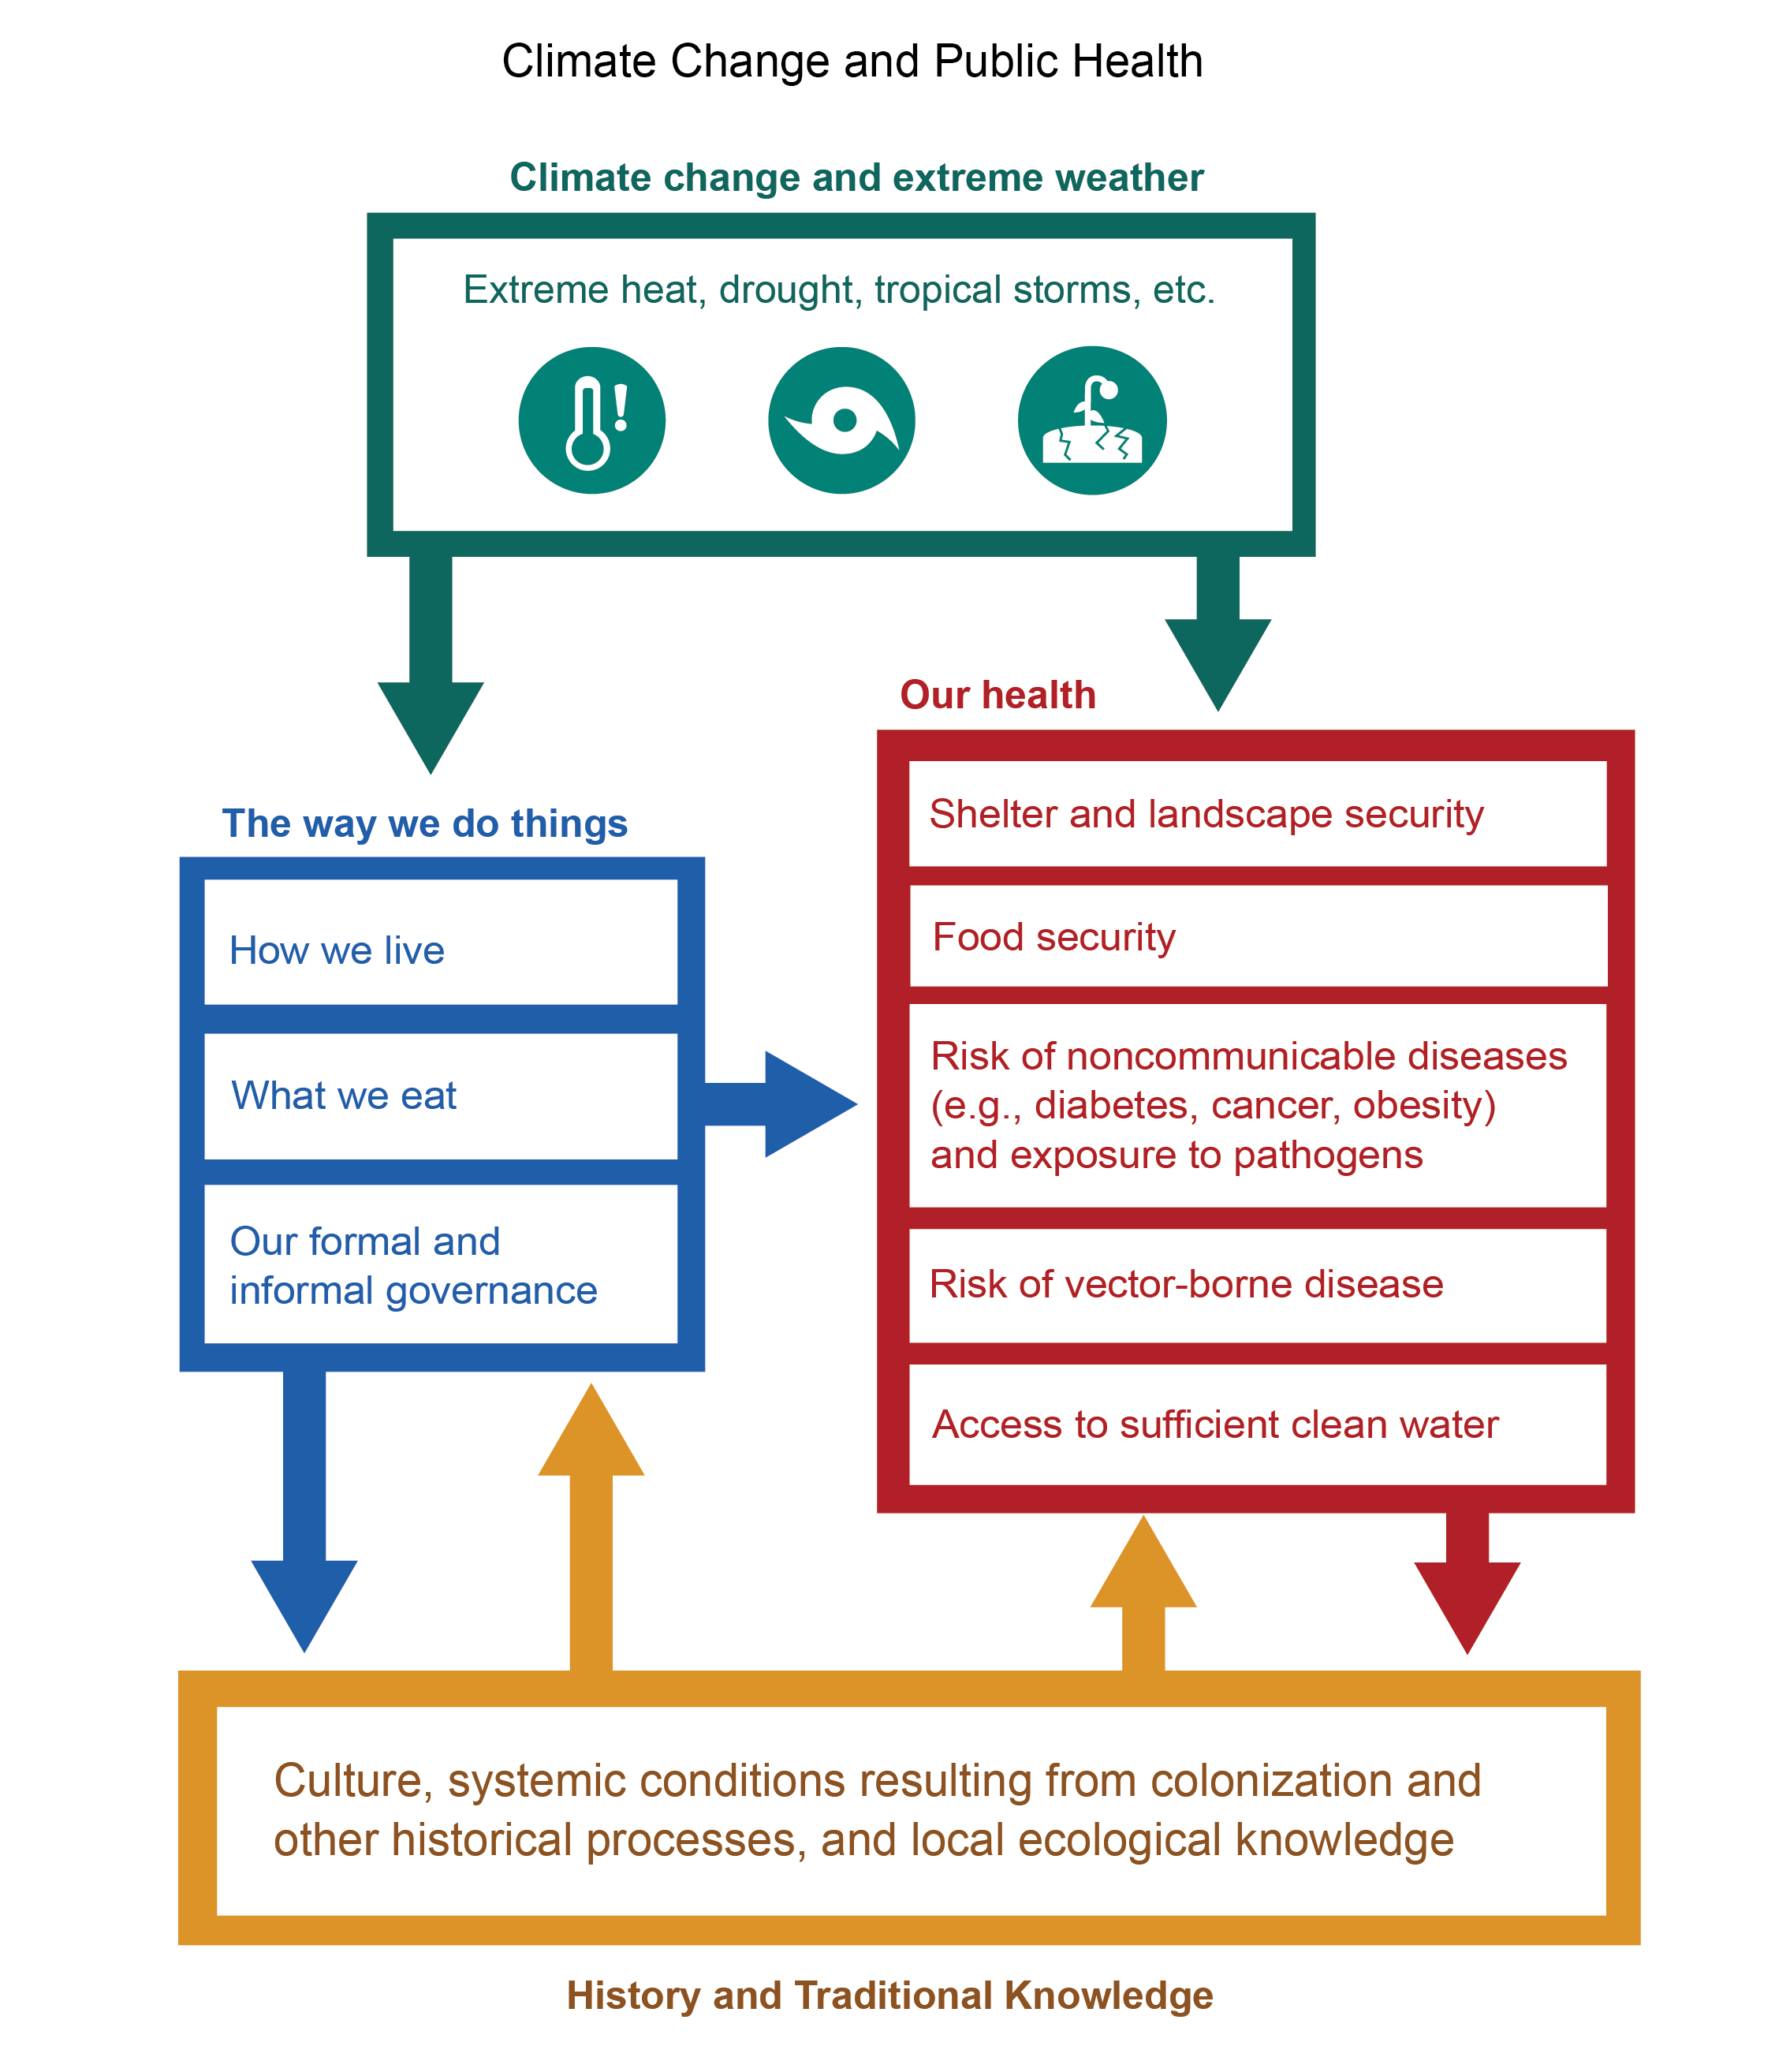 Climate Change and Public Health
Climate change and extreme weather
Extreme heat, drought, tropical storms, etc.
Our health
Shelter and landscape security
Food security
Risk of noncommunicable diseases
(e.g., diabetes, cancer, obesity)
and exposure to pathogens
Risk of vector-borne disease
Access to sufficient clean water
The way we do things
How we live
What we eat
Our formal and
informal governance
Culture, systemic conditions resulting from colonization and
other historical processes, and local ecological knowledge
History and Traditional Knowledge